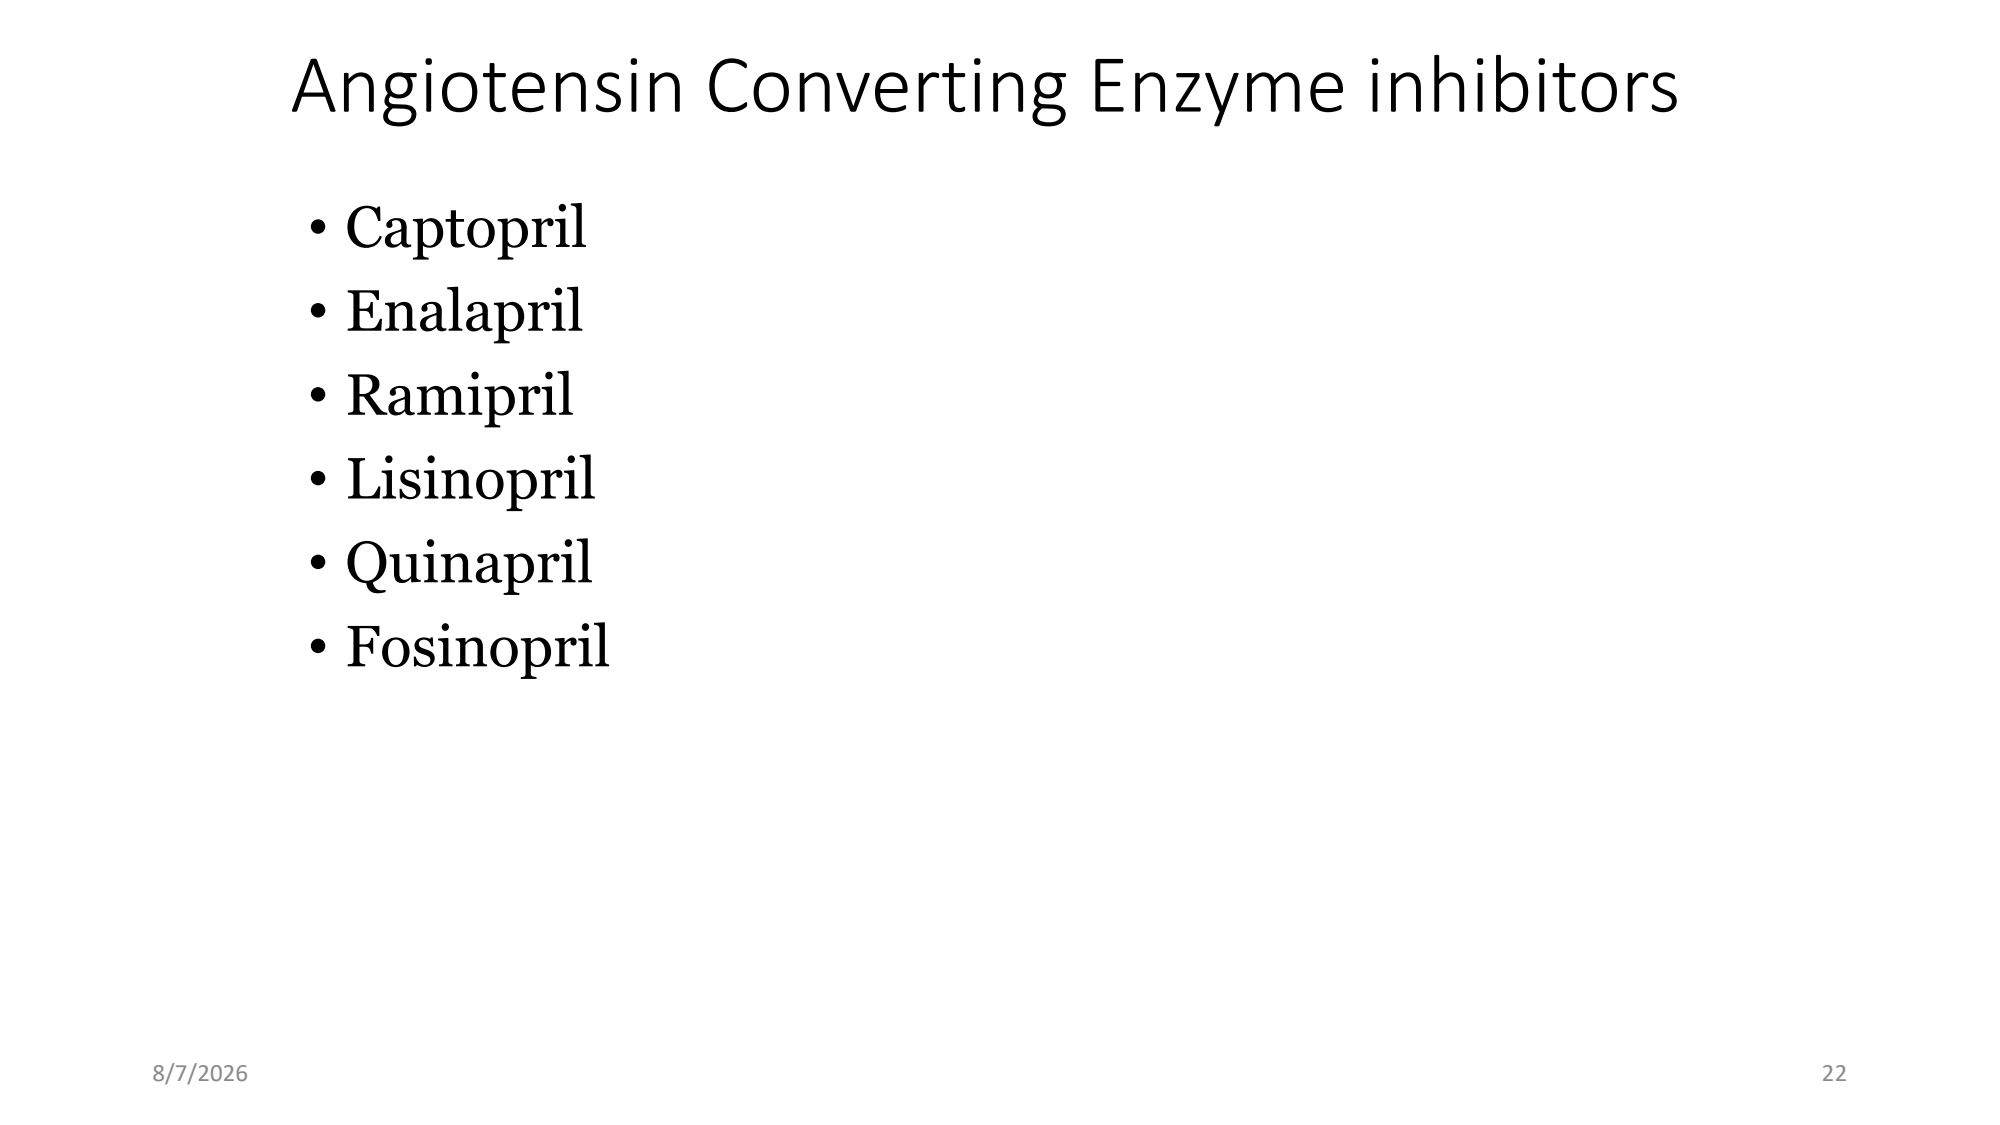 Angiotensin Converting Enzyme inhibitors
• Captopril
• Enalapril
• Ramipril
• Lisinopril
• Quinapril
• Fosinopril
8/7/2026
22